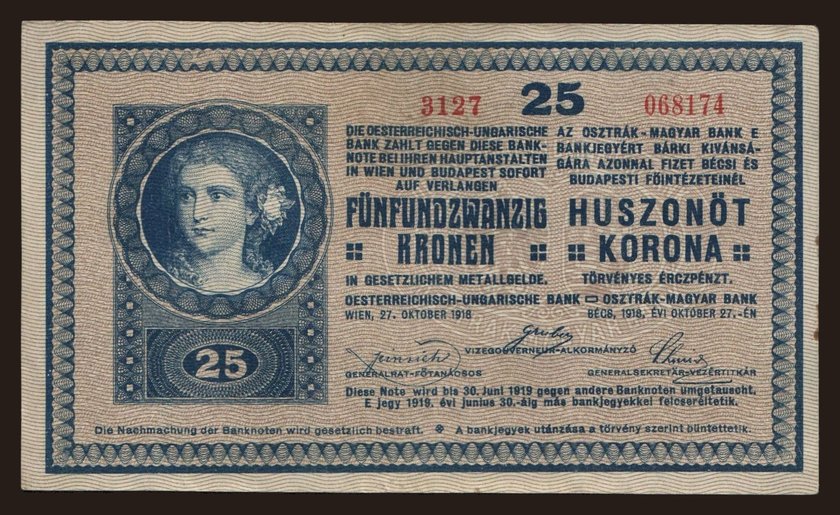 3127 25 068174
DIE OESTERREICHISCH-UNGARISCHE
BANK ZAHLT GEGEN DIESE BANK-
NOTE BEI IHREN HAUPTANSTALTEN
IN WIEN UND BUDAPEST SOFORT
AUF VERLANGEN
FÜNFUNDZWANZIG
KRONEN
IN GESETZLICHEM METALLGELDE.
AZ OSZTRÁK-MAGYAR BANK E
BANKJEGYÉRT BÁRKI KIVÁNSÁ-
GÁRA AZONNAL FIZET BÉCSI ÉS
BUDAPESTI FŐINTÉZETEINÉL
HUSZONÖT
KORONA
TÖRVÉNYES ÉRCZPÉNZT.
OESTERREICHISCH-UNGARISCHE BANK OSZTRÁK-MAGYAR BANK
WIEN, 27. OKTOBER 1918
BÉCS, 1918, ÉVI OKTÓBER 27.-ÉN
25
VIZEGOUVERNEUR-ALKORMÁNYZÓ
GENERALRAT-FŐTANÁCSOS
GENERALSEKRETÄR-VEZÉRTITKÁR
Diese Note wird bis 30. Juni 1919 gegen andere Banknoten umgetauscht.
E jegy 1919. évi junius 30.-áig más bankjegyekkel felcseréltetik.
Die Nachmachung der Banknoten wird gesetzlich bestraft. A bankjegyek utánzása a törvény szerint büntettetik.